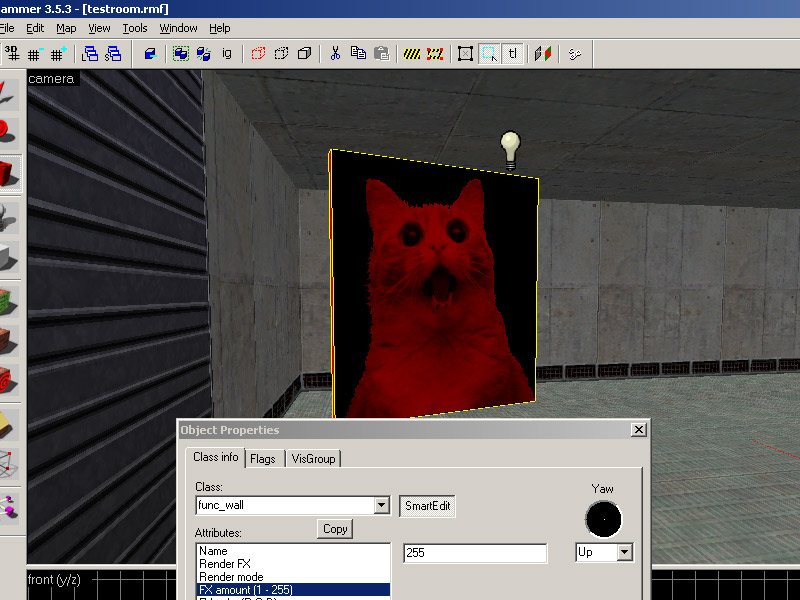 ammer 3.5.3 - [testroom.rmf]
File Edit Map View Tools Window Help
3D ig tl
camera
Object Properties
Class info Flags VisGroup
Class:
func_wall SmartEdit
Yaw
Attributes: Copy
Name
Render FX
Render mode
FX amount (1 - 255)
255
Up
front (y/z)